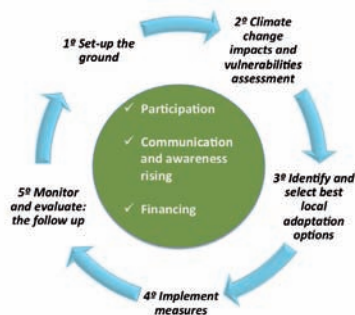 1º Set-up the
ground
2º Climate
change
impacts and
vulnerabilities
assessment
✓ Participation
✓ Communication
and awareness
rising
✓ Financing
3º Identify and
select best
local
adaptation
options
4º Implement
measures
5º Monitor
and evaluate:
the follow up